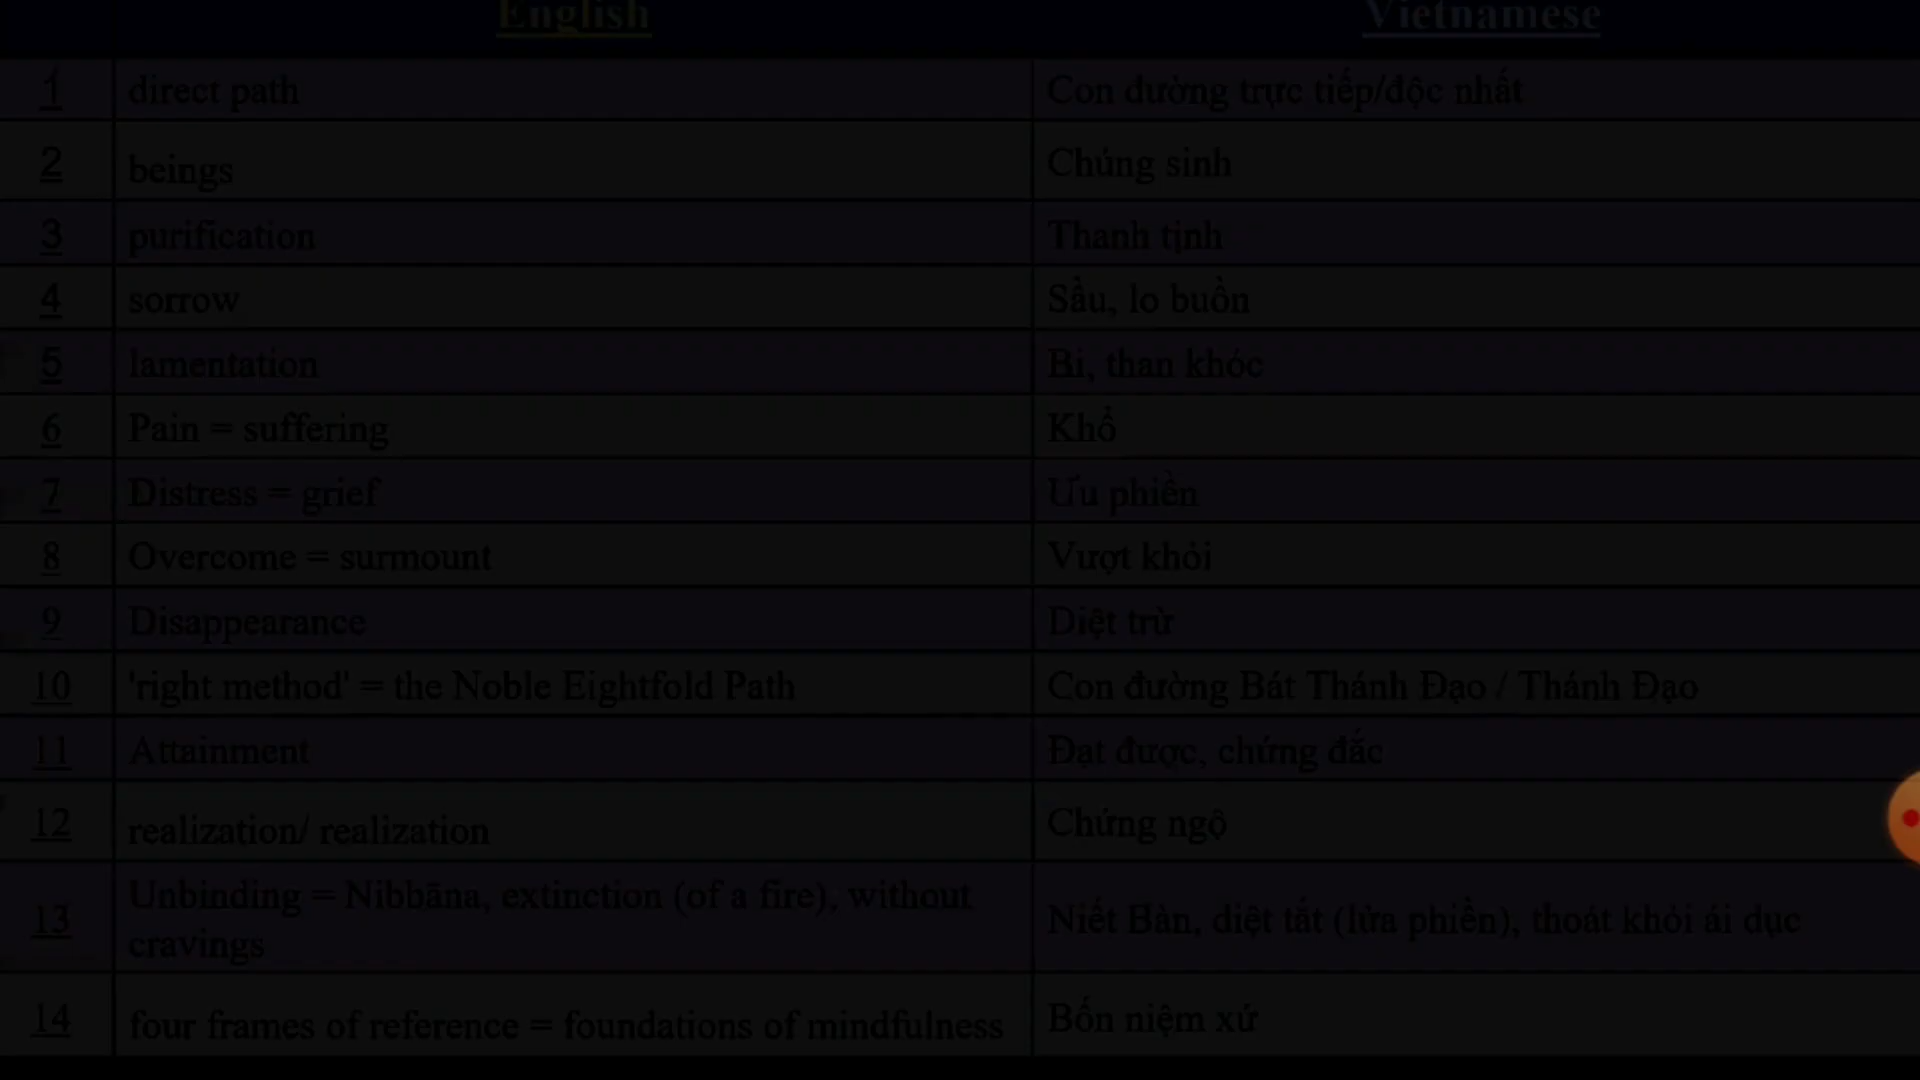 English Vietnamese
1 direct path Con đường trực tiếp/độc nhất
2 beings Chúng sinh
3 purification Thanh tịnh
4 sorrow Sầu, lo buồn
5 lamentation Bi, than khóc
6 Pain = suffering Khổ
7 Distress = grief Ưu phiền
8 Overcome = surmount Vượt khỏi
9 Disappearance Diệt trừ
10 'right method' = the Noble Eightfold Path Con đường Bát Thánh Đạo / Thánh Đạo
11 Attainment Đạt được, chứng đắc
12 realization/ realization Chứng ngộ
13 Unbinding = Nibbāna, extinction (of a fire), without
cravings Niết Bàn, diệt tắt (lửa phiền), thoát khỏi ái dục
14 four frames of reference = foundations of mindfulness Bốn niệm xứ